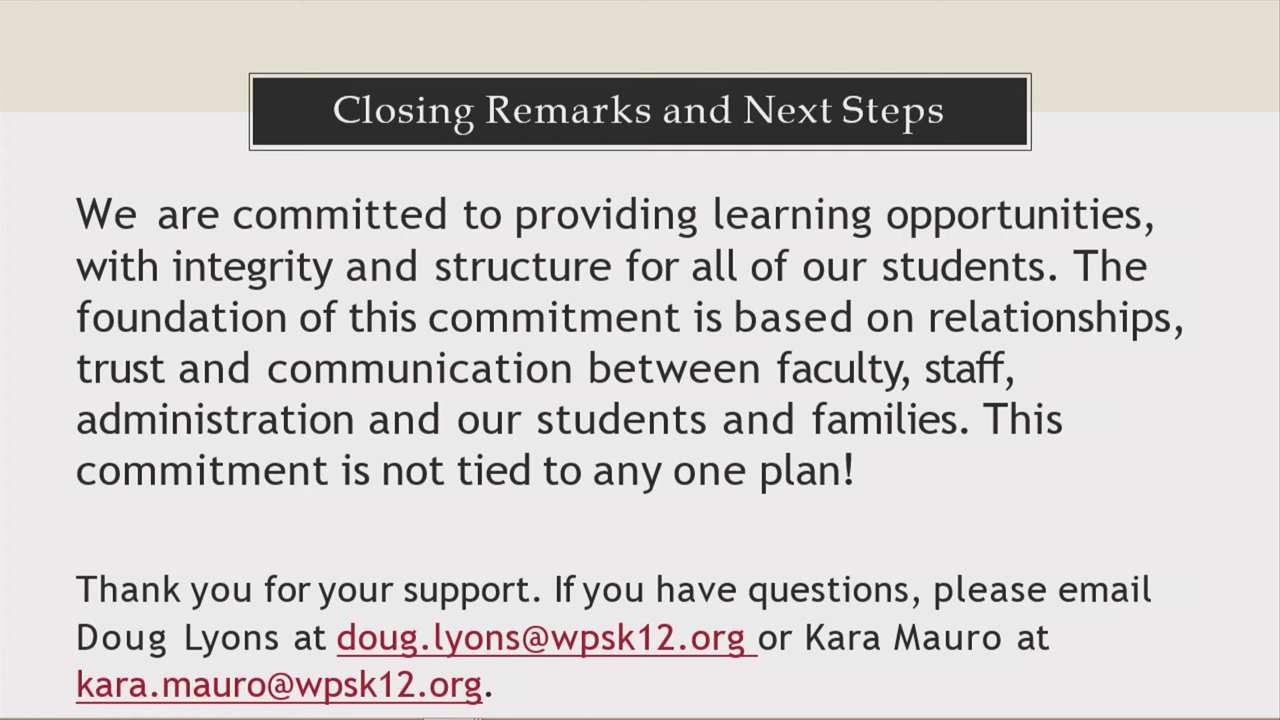 Closing Remarks and Next Steps
We are committed to providing learning opportunities,
with integrity and structure for all of our students. The
foundation of this commitment is based on relationships,
trust and communication between faculty, staff,
administration and our students and families. This
commitment is not tied to any one plan!
Thank you for your support. If you have questions, please email
Doug Lyons at doug.lyons@wpsk12.org or Kara Mauro at
kara.mauro@wpsk12.org.